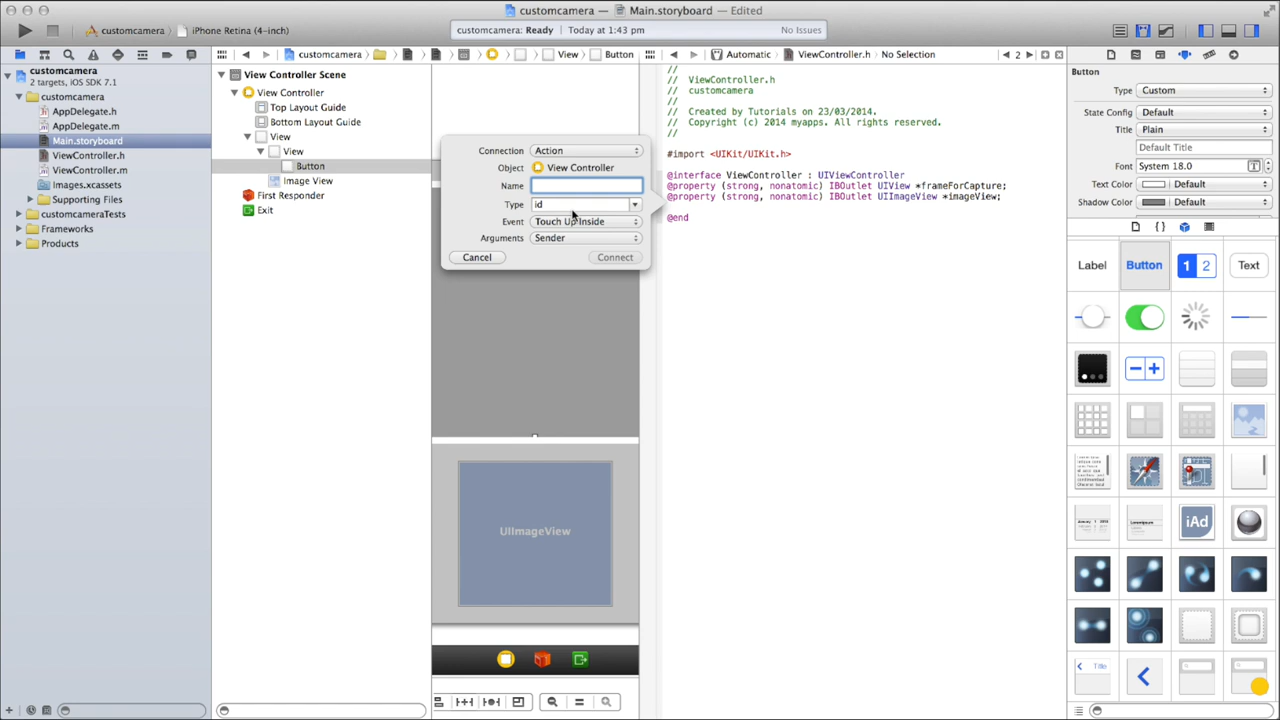 customcamera — Main.storyboard — Edited
customcamera iPhone Retina (4-inch)
customcamera: Ready Today at 1:43 pm
No Issues
customcamera View Button
Automatic ViewController.h No Selection
2
customcamera
2 targets, iOS SDK 7.1
customcamera
AppDelegate.h
AppDelegate.m
Main.storyboard
ViewController.h
ViewController.m
Images.xcassets
Supporting Files
customcameraTests
Frameworks
Products
View Controller Scene
View Controller
Top Layout Guide
Bottom Layout Guide
View
View
Button
Image View
First Responder
Exit
Connection Action
Object View Controller
Name
Type id
Event Touch Up Inside
Arguments Sender
Cancel Connect
UIImageView
//
// ViewController.h
// customcamera
//
// Created by Tutorials on 23/03/2014.
// Copyright (c) 2014 myapps. All rights reserved.
//
#import <UIKit/UIKit.h>
@interface ViewController : UIViewController
@property (strong, nonatomic) IBOutlet UIView *frameForCapture;
@property (strong, nonatomic) IBOutlet UIImageView *imageView;
@end
Button
Type Custom
State Config Default
Title Plain
Default Title
Font System 18.0
Text Color Default
Shadow Color Default
{ }
Label Button 1 2 Text
iAd
Title